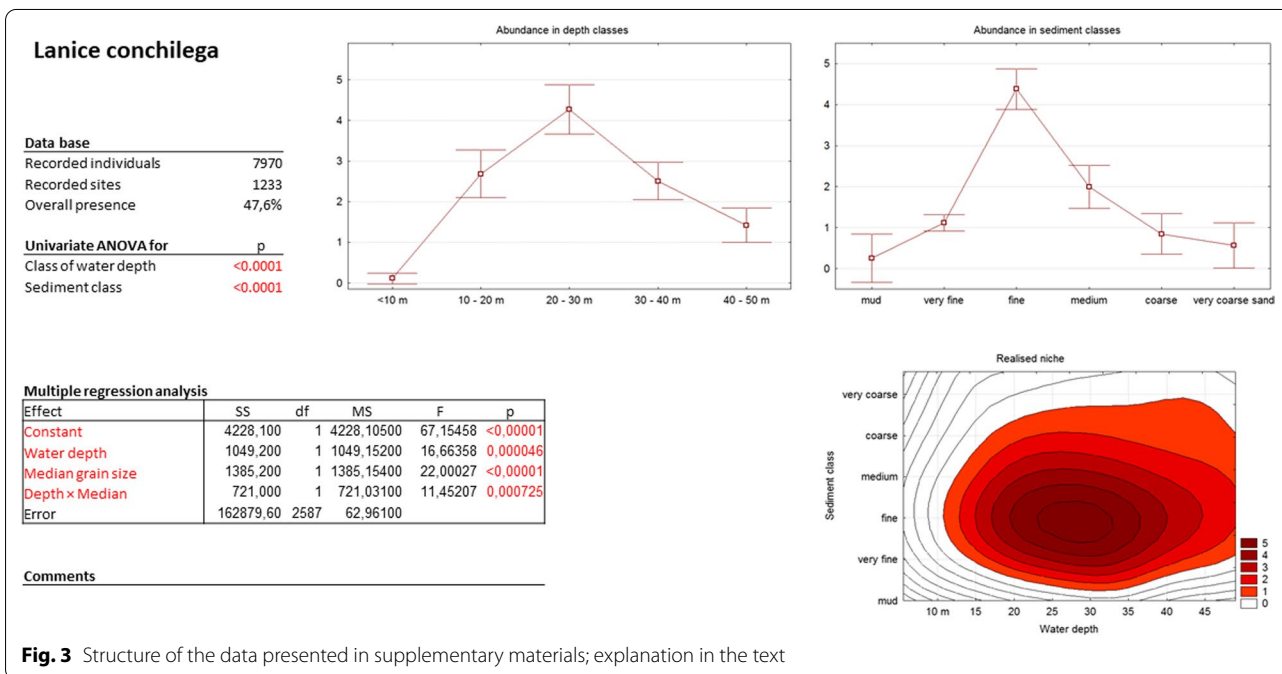 Lanice conchilega
Data base
Recorded individuals 7970
Recorded sites 1233
Overall presence 47,6%
Univariate ANOVA for p
Class of water depth <0.0001
Sediment class <0.0001
Abundance in depth classes
5
4
3
2
1
0
<10 m 10 - 20 m 20 - 30 m 30 - 40 m 40 - 50 m
Abundance in sediment classes
5
4
3
2
1
0
mud very fine fine medium coarse very coarse sand
Multiple regression analysis
Effect SS df MS F p
Constant 4228,100 1 4228,10500 67,15458 <0,00001
Water depth 1049,200 1 1049,15200 16,66358 0,000046
Median grain size 1385,200 1 1385,15400 22,00027 <0,00001
Depth × Median 721,000 1 721,03100 11,45207 0,000725
Error 162879,60 2587 62,96100
Comments
Realised niche
Sediment class
very coarse
coarse
medium
fine
very fine
mud
10 m 15 20 25 30 35 40 45
Water depth
5
4
3
2
1
0
Fig. 3 Structure of the data presented in supplementary materials; explanation in the text